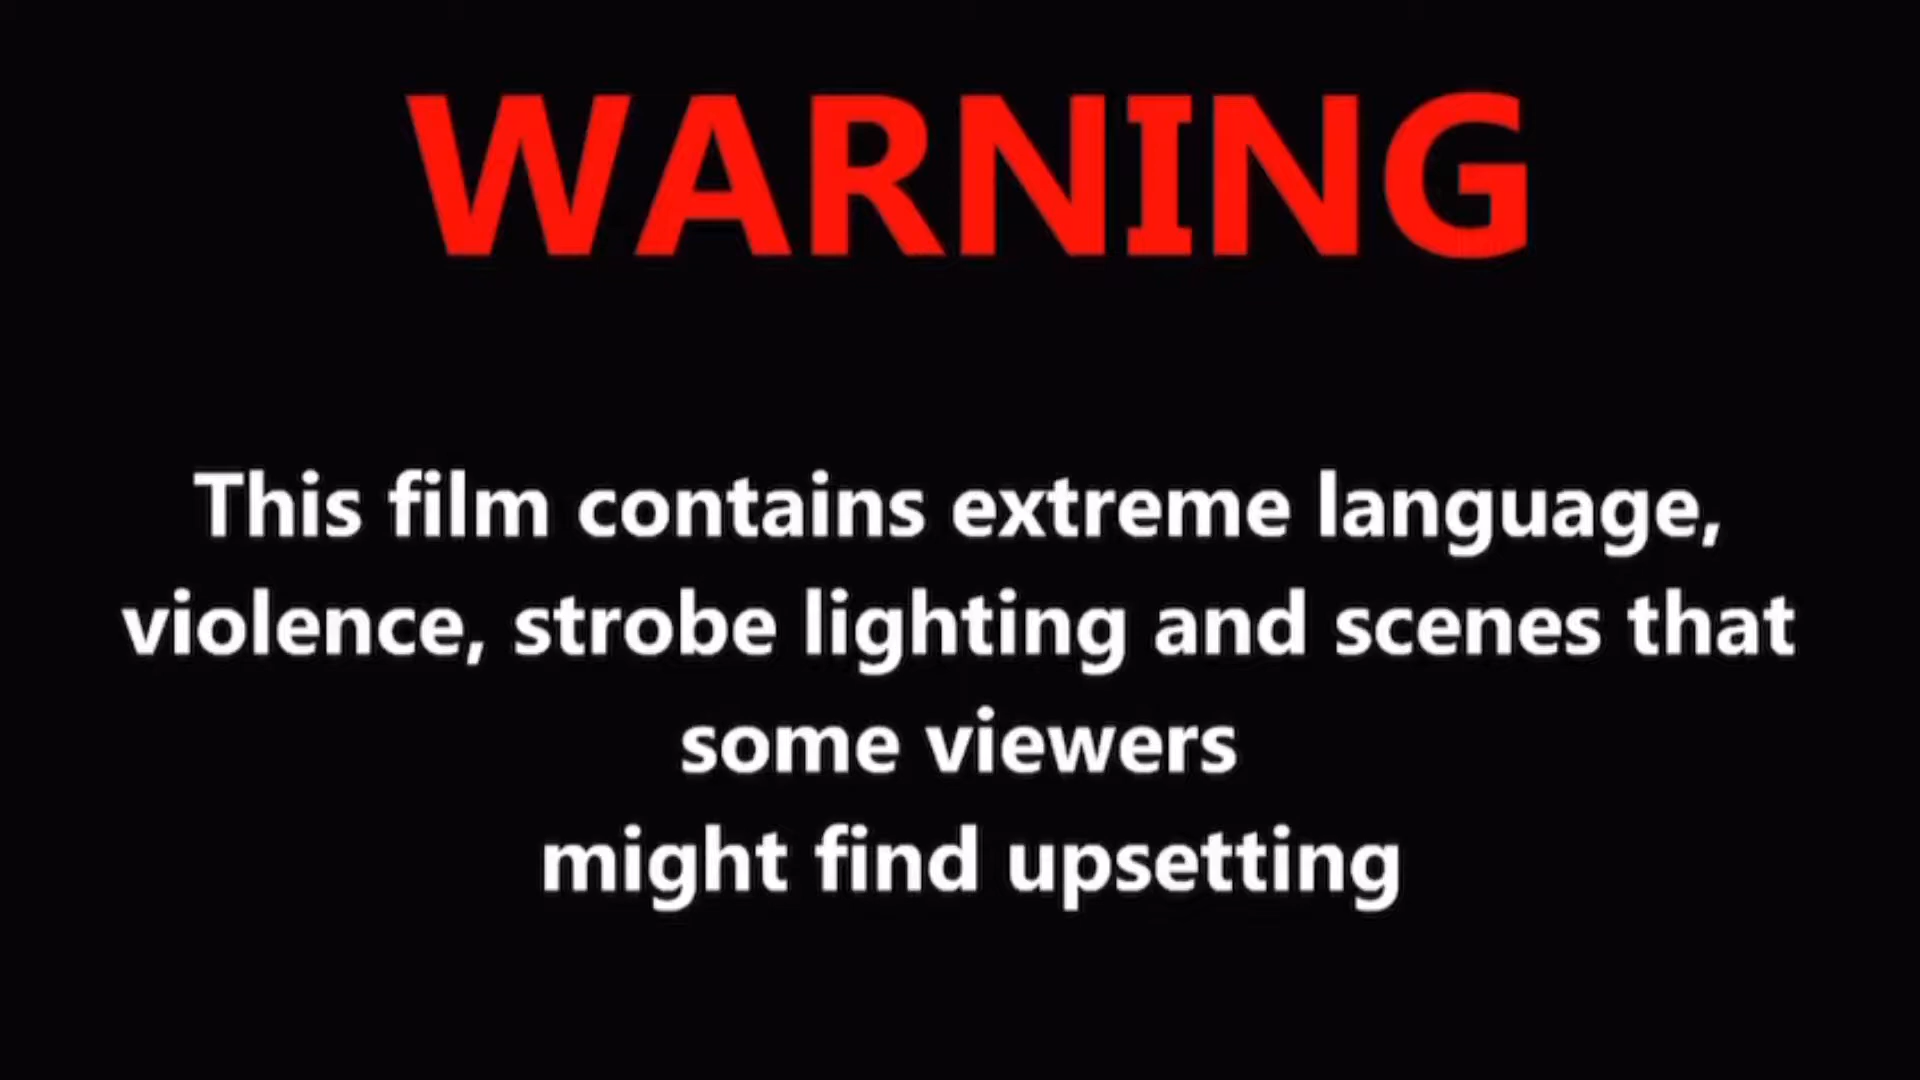 WARNING
This film contains extreme language,
violence, strobe lighting and scenes that
some viewers
might find upsetting